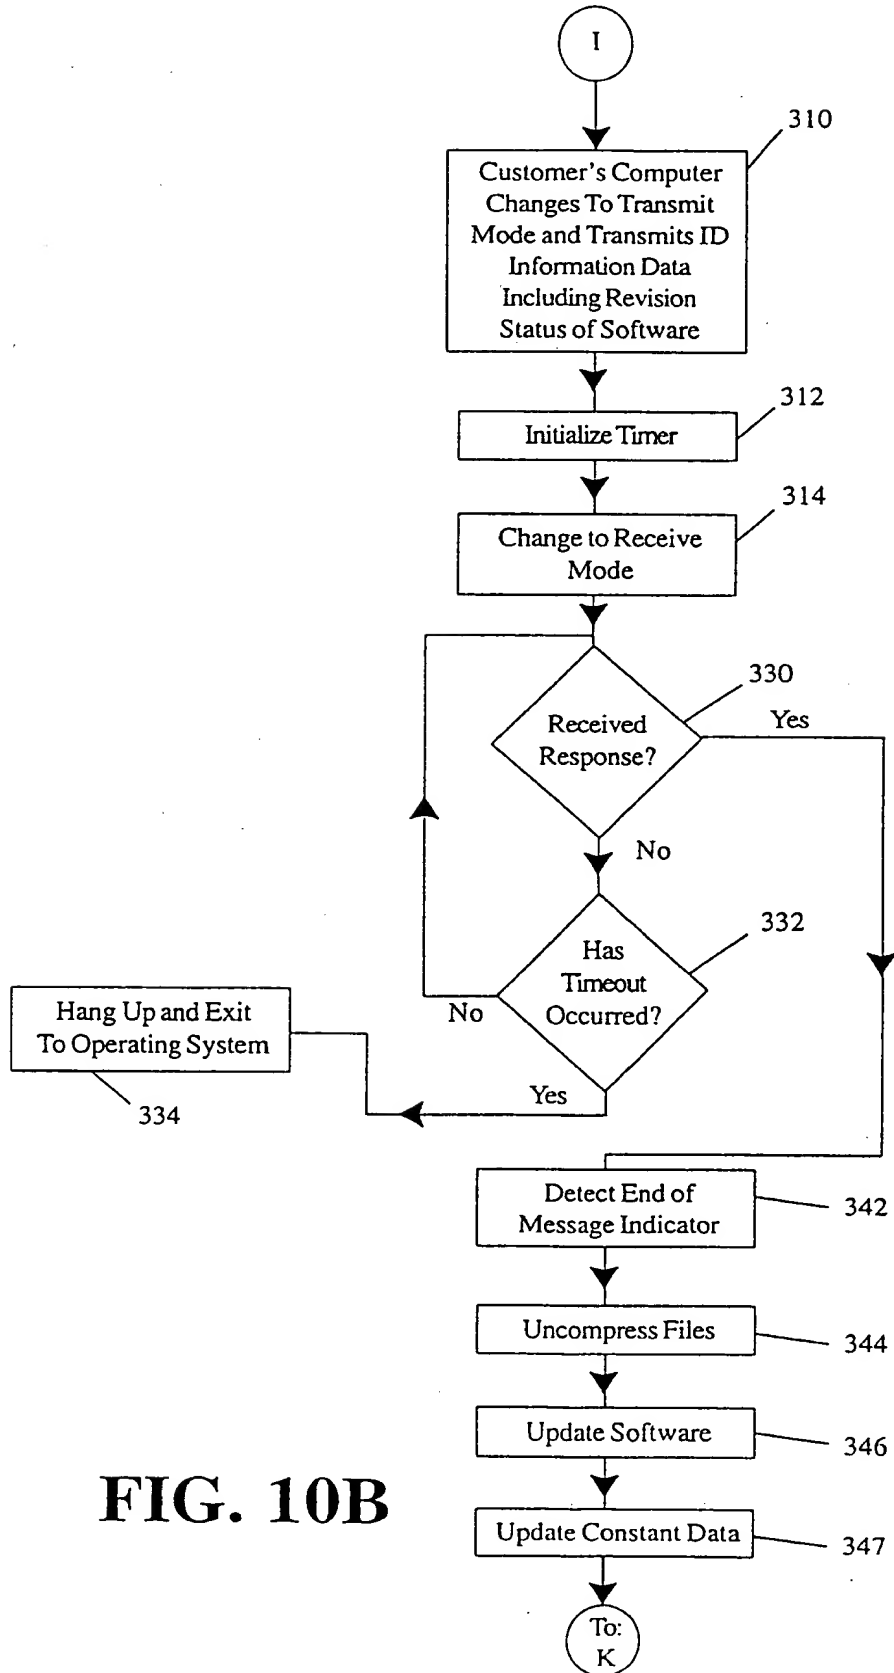 I
310
Customer's Computer
Changes To Transmit
Mode and Transmits ID
Information Data
Including Revision
Status of Software
312
Initialize Timer
314
Change to Receive
Mode
330
Received
Response?
Yes
No
332
Has
Timeout
Occurred?
No
Yes
Hang Up and Exit
To Operating System
334
Detect End of
Message Indicator
342
Uncompress Files
344
Update Software
346
FIG. 10B
Update Constant Data
347
To:
K